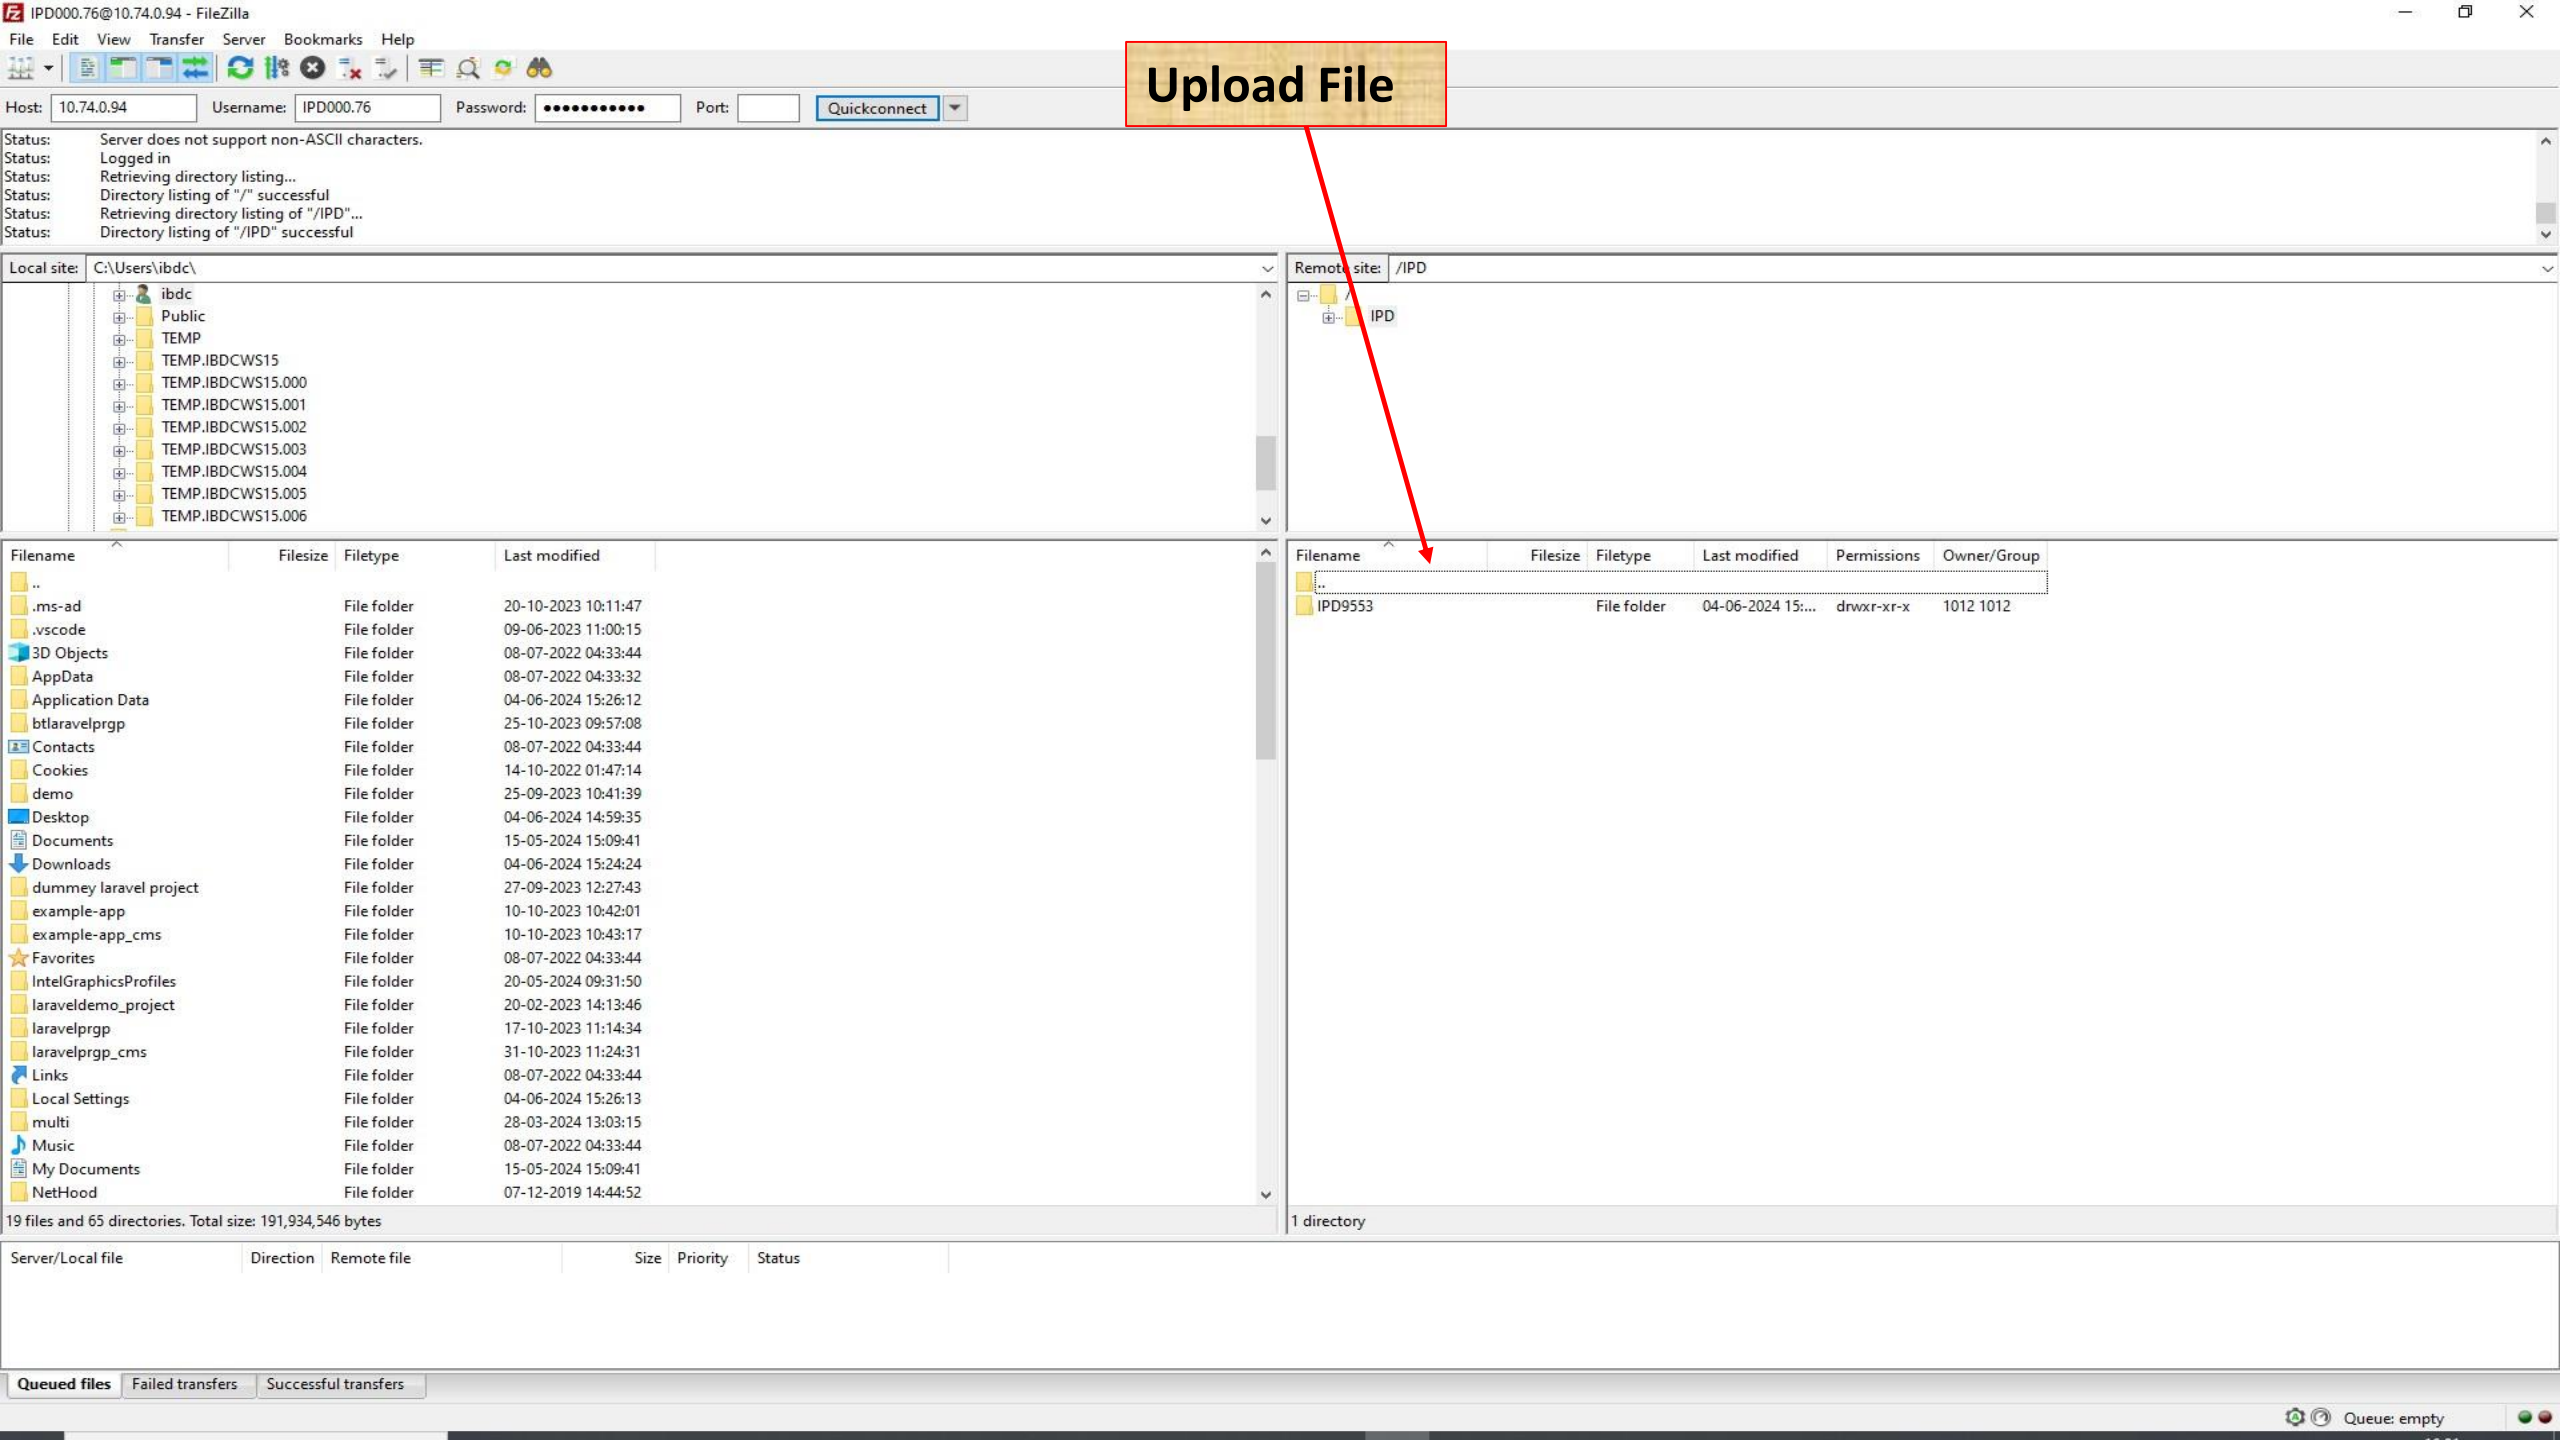 IPD000.76@10.74.0.94 - FileZilla
File Edit View Transfer Server Bookmarks Help
Upload File
Host: 10.74.0.94 Username: IPD000.76 Password: ●●●●●●●●●●● Port: Quickconnect
Status: Server does not support non-ASCII characters.
Status: Logged in
Status: Retrieving directory listing...
Status: Directory listing of "/" successful
Status: Retrieving directory listing of "/IPD"...
Status: Directory listing of "/IPD" successful
Local site: C:\Users\ibdc\
ibdc
Public
TEMP
TEMP.IBDCWS15
TEMP.IBDCWS15.000
TEMP.IBDCWS15.001
TEMP.IBDCWS15.002
TEMP.IBDCWS15.003
TEMP.IBDCWS15.004
TEMP.IBDCWS15.005
TEMP.IBDCWS15.006
Remote site: /IPD
/
IPD
Filename Filesize Filetype Last modified
..
.ms-ad File folder 20-10-2023 10:11:47
.vscode File folder 09-06-2023 11:00:15
3D Objects File folder 08-07-2022 04:33:44
AppData File folder 08-07-2022 04:33:32
Application Data File folder 04-06-2024 15:26:12
btlaravelprgp File folder 25-10-2023 09:57:08
Contacts File folder 08-07-2022 04:33:44
Cookies File folder 14-10-2022 01:47:14
demo File folder 25-09-2023 10:41:39
Desktop File folder 04-06-2024 14:59:35
Documents File folder 15-05-2024 15:09:41
Downloads File folder 04-06-2024 15:24:24
dummey laravel project File folder 27-09-2023 12:27:43
example-app File folder 10-10-2023 10:42:01
example-app_cms File folder 10-10-2023 10:43:17
Favorites File folder 08-07-2022 04:33:44
IntelGraphicsProfiles File folder 20-05-2024 09:31:50
laraveldemo_project File folder 20-02-2023 14:13:46
laravelprgp File folder 17-10-2023 11:14:34
laravelprgp_cms File folder 31-10-2023 11:24:31
Links File folder 08-07-2022 04:33:44
Local Settings File folder 04-06-2024 15:26:13
multi File folder 28-03-2024 13:03:15
Music File folder 08-07-2022 04:33:44
My Documents File folder 15-05-2024 15:09:41
NetHood File folder 07-12-2019 14:44:52
19 files and 65 directories. Total size: 191,934,546 bytes
Filename Filesize Filetype Last modified Permissions Owner/Group
..
IPD9553 File folder 04-06-2024 15:... drwxr-xr-x 1012 1012
1 directory
Server/Local file Direction Remote file Size Priority Status
Queued files Failed transfers Successful transfers
Queue: empty